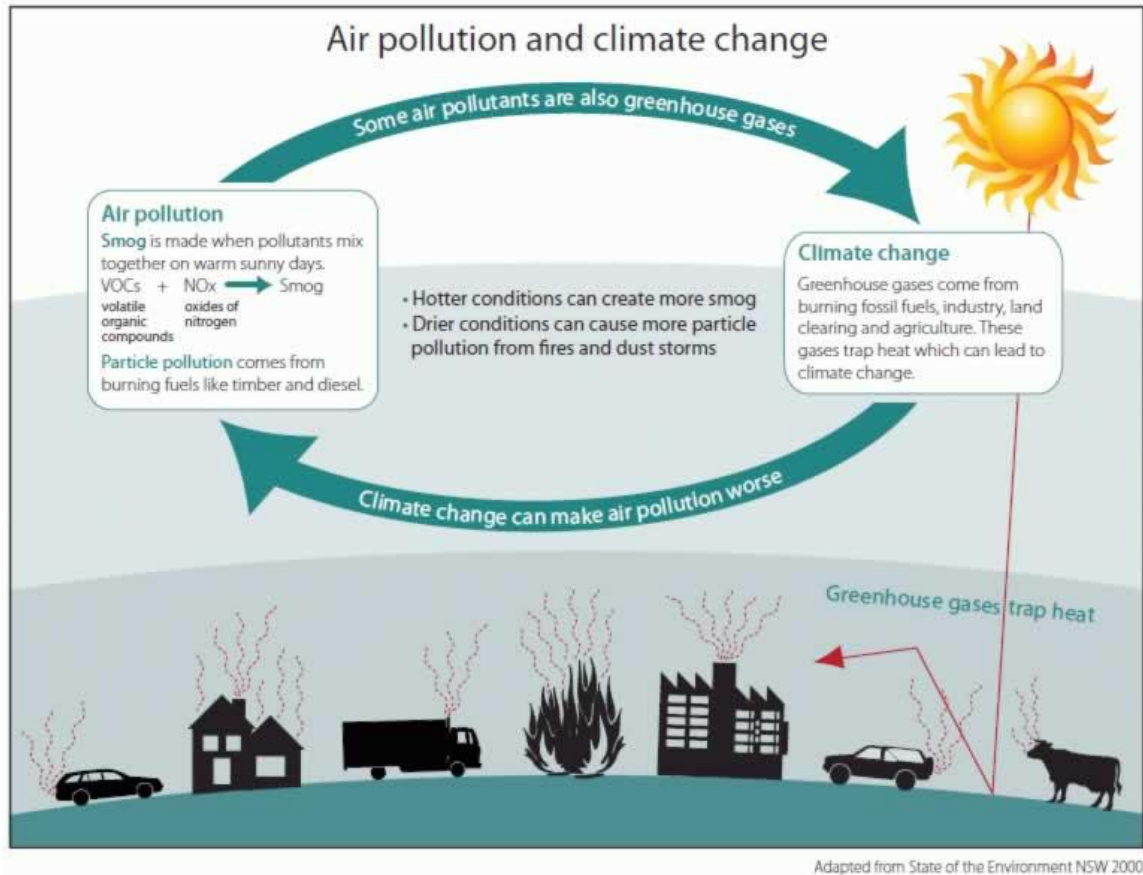 Air pollution and climate change
Some air pollutants are also greenhouse gases
Air pollution
Smog is made when pollutants mix
together on warm sunny days.
VOCs + NOx Smog
volatile oxides of
organic nitrogen
compounds
Particle pollution comes from
burning fuels like timber and diesel.
• Hotter conditions can create more smog
• Drier conditions can cause more particle
pollution from fires and dust storms
Climate change
Greenhouse gases come from
burning fossil fuels, industry, land
clearing and agriculture. These
gases trap heat which can lead to
climate change.
Climate change can make air pollution worse
Greenhouse gases trap heat
Adapted from State of the Environment NSW 2000